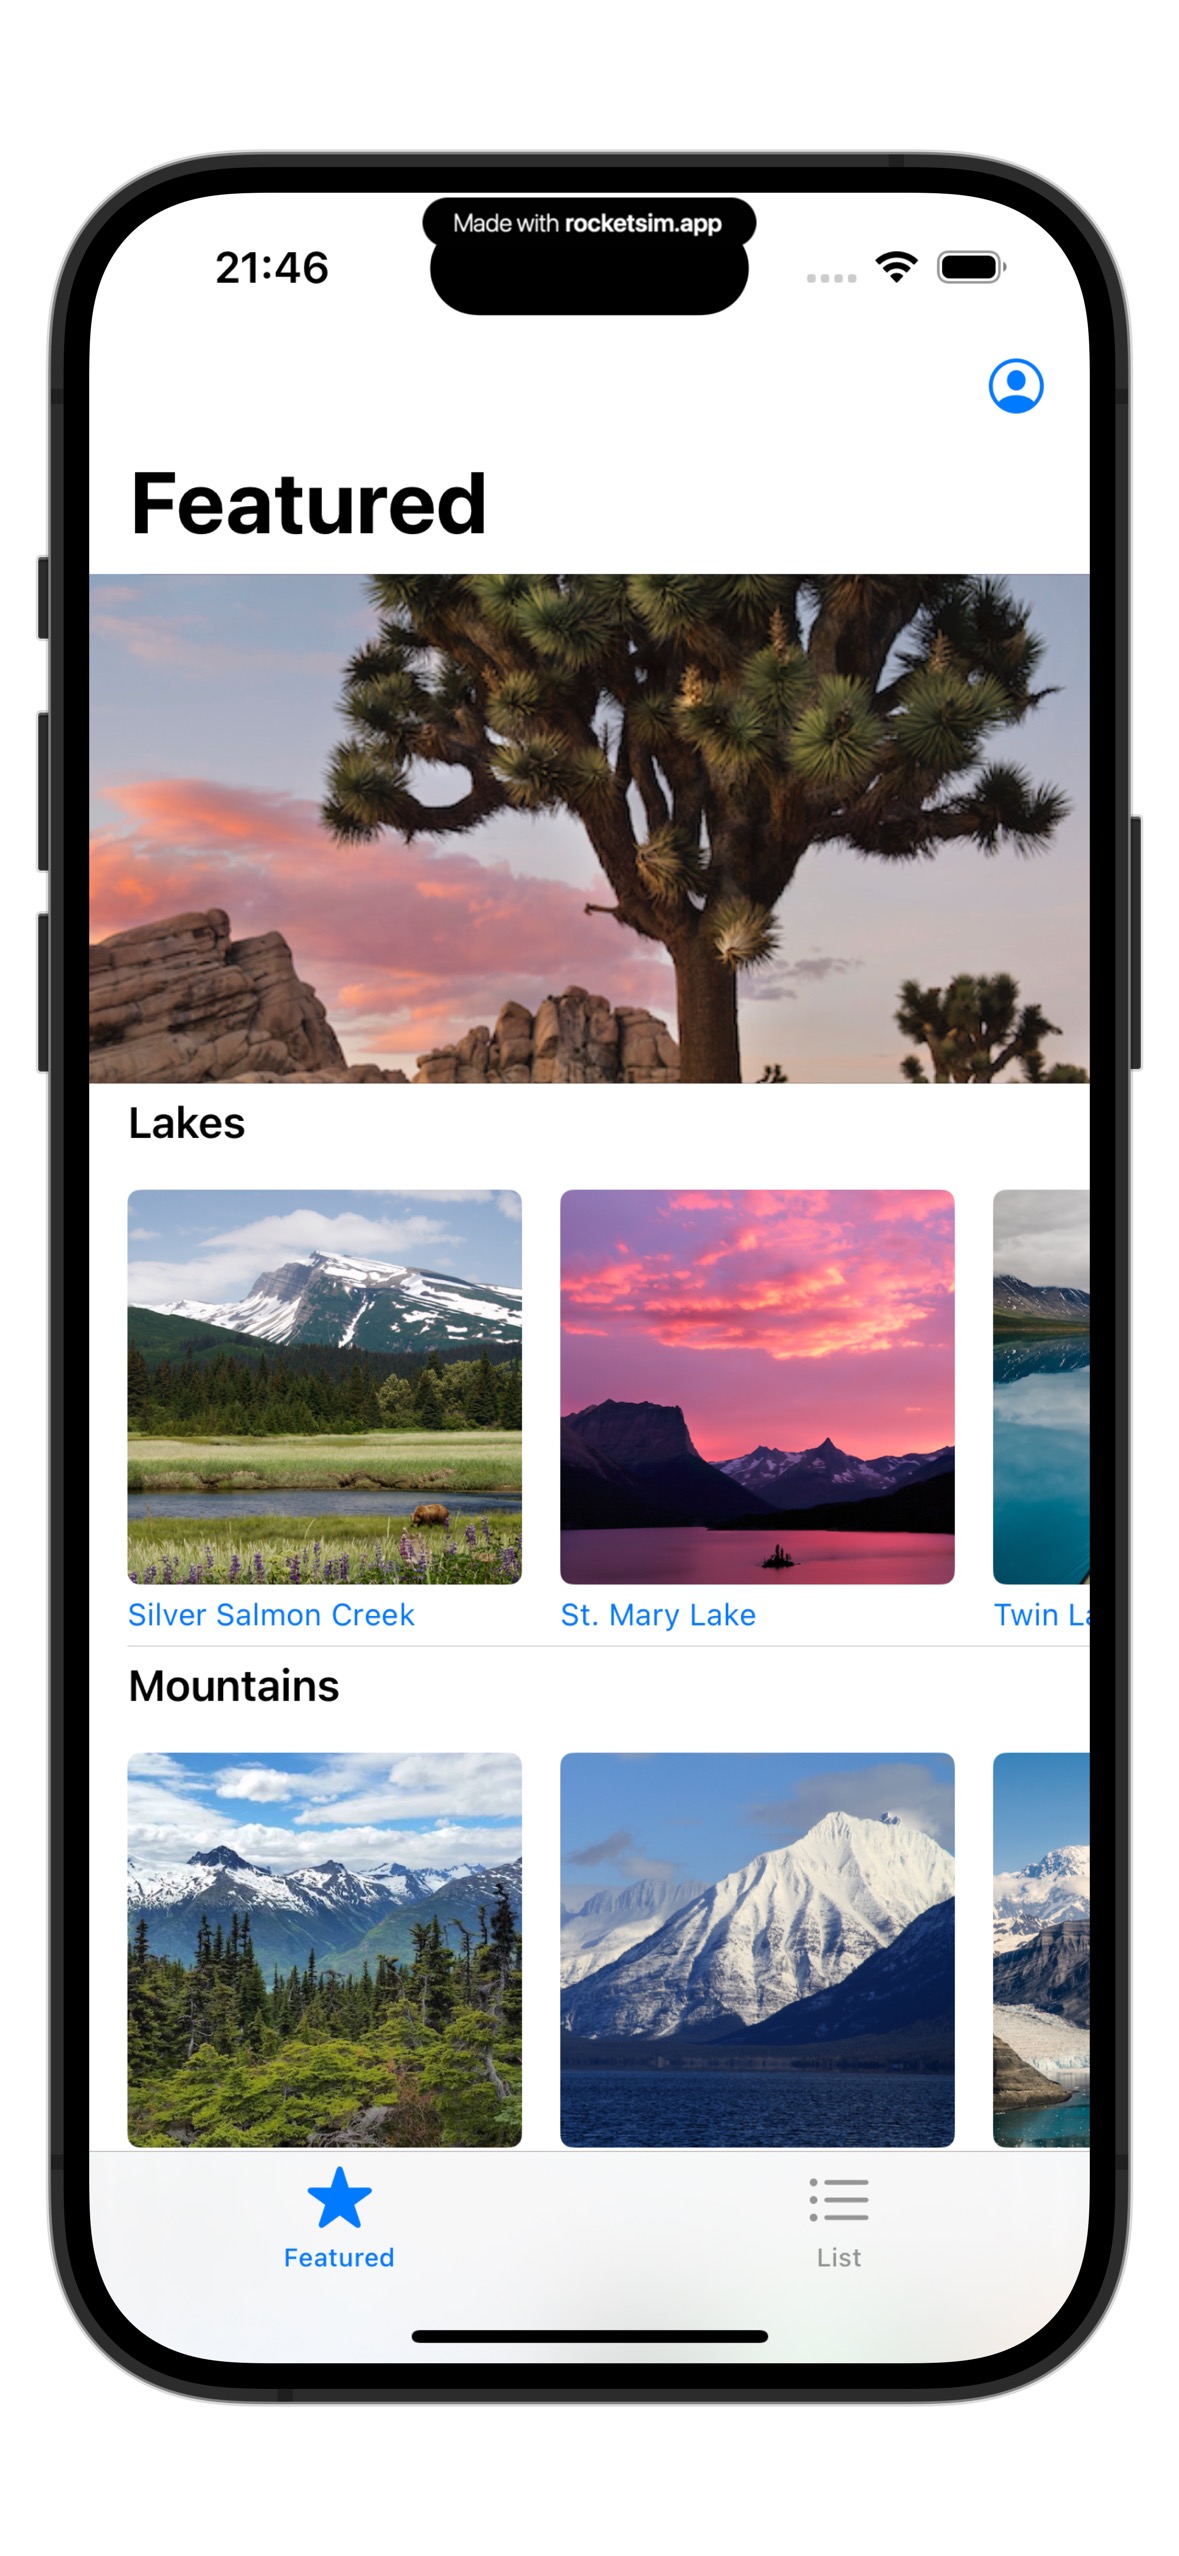 Made with rocketsim.app
21:46
Featured
Lakes
Silver Salmon Creek
St. Mary Lake
Twin La
Mountains
Featured
List